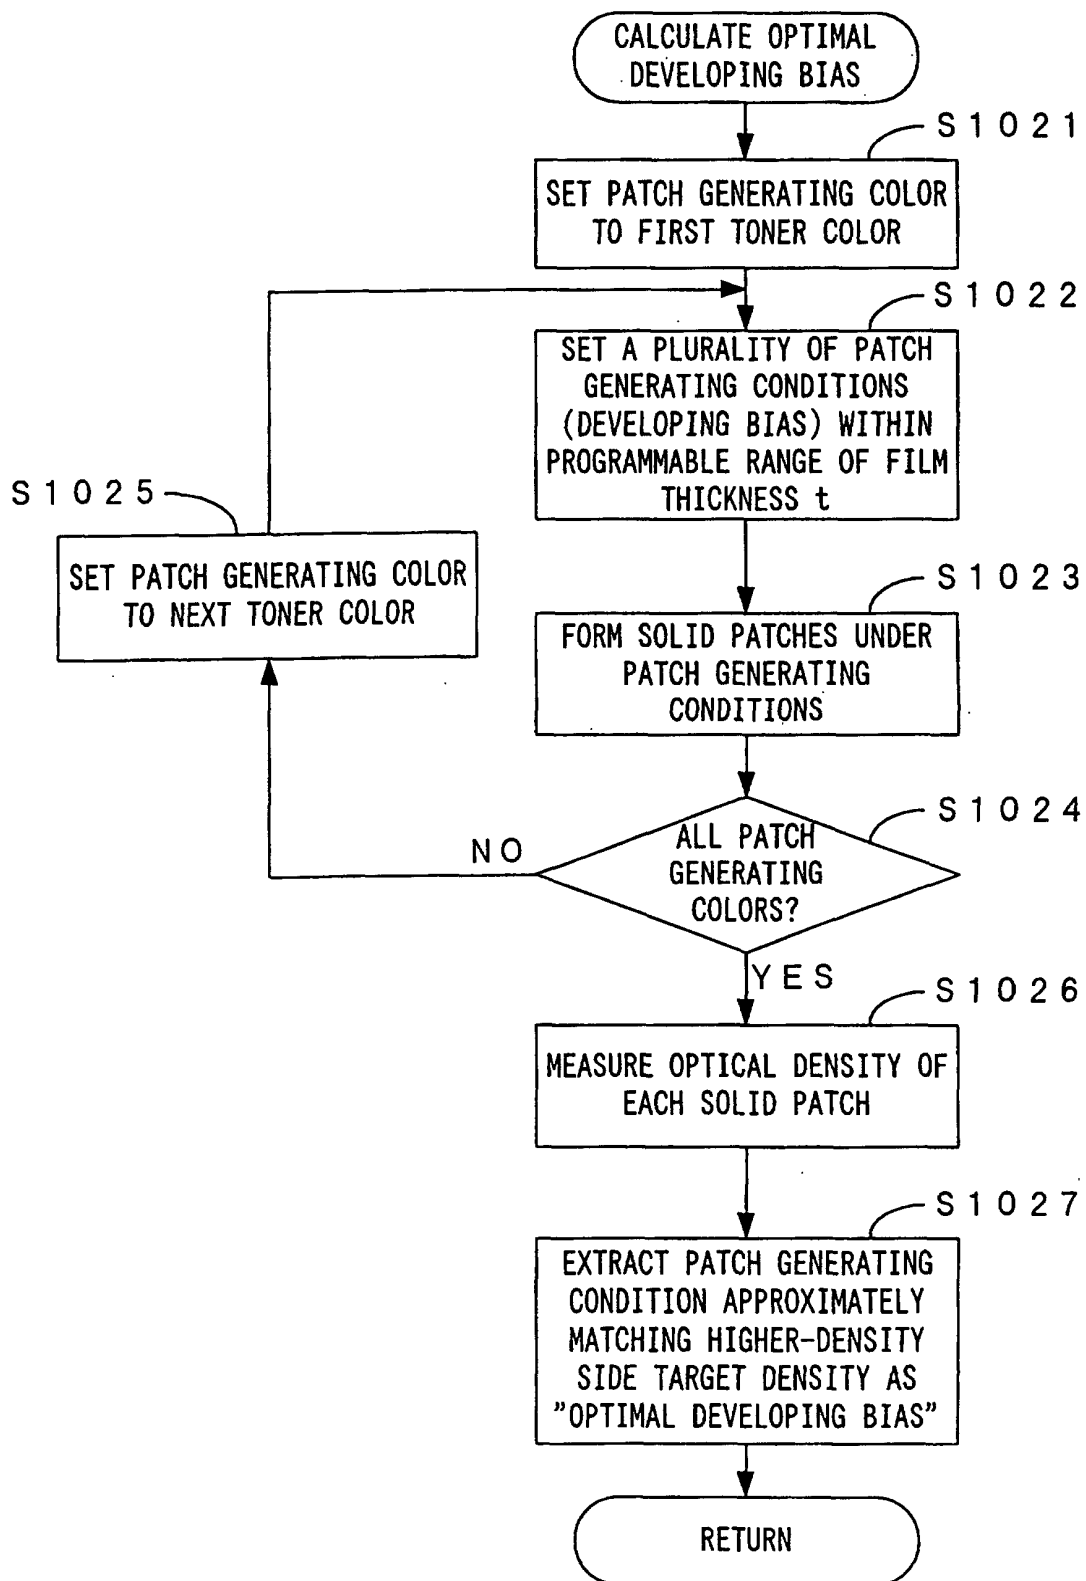 CALCULATE OPTIMAL
DEVELOPING BIAS
S1021
SET PATCH GENERATING COLOR
TO FIRST TONER COLOR
S1022
SET A PLURALITY OF PATCH
GENERATING CONDITIONS
(DEVELOPING BIAS) WITHIN
PROGRAMMABLE RANGE OF FILM
THICKNESS t
S1025
SET PATCH GENERATING COLOR
TO NEXT TONER COLOR
S1023
FORM SOLID PATCHES UNDER
PATCH GENERATING
CONDITIONS
S1024
ALL PATCH
GENERATING
COLORS?
NO
YES
S1026
MEASURE OPTICAL DENSITY OF
EACH SOLID PATCH
S1027
EXTRACT PATCH GENERATING
CONDITION APPROXIMATELY
MATCHING HIGHER-DENSITY
SIDE TARGET DENSITY AS
"OPTIMAL DEVELOPING BIAS"
RETURN